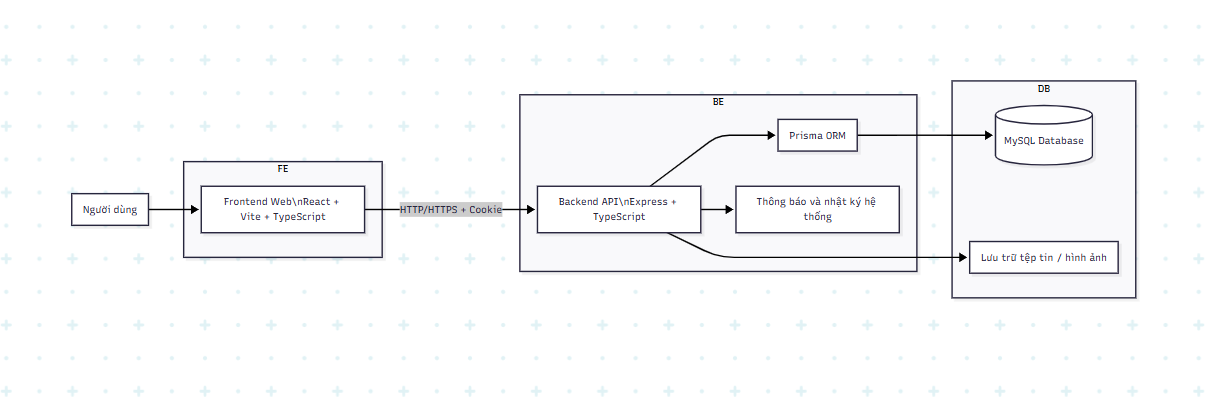 Người dùng
FE
Frontend Web\nReact +
Vite + TypeScript
HTTP/HTTPS + Cookie
BE
Backend API\nExpress +
TypeScript
Prisma ORM
Thông báo và nhật ký hệ
thống
DB
MySQL Database
Lưu trữ tệp tin / hình ảnh